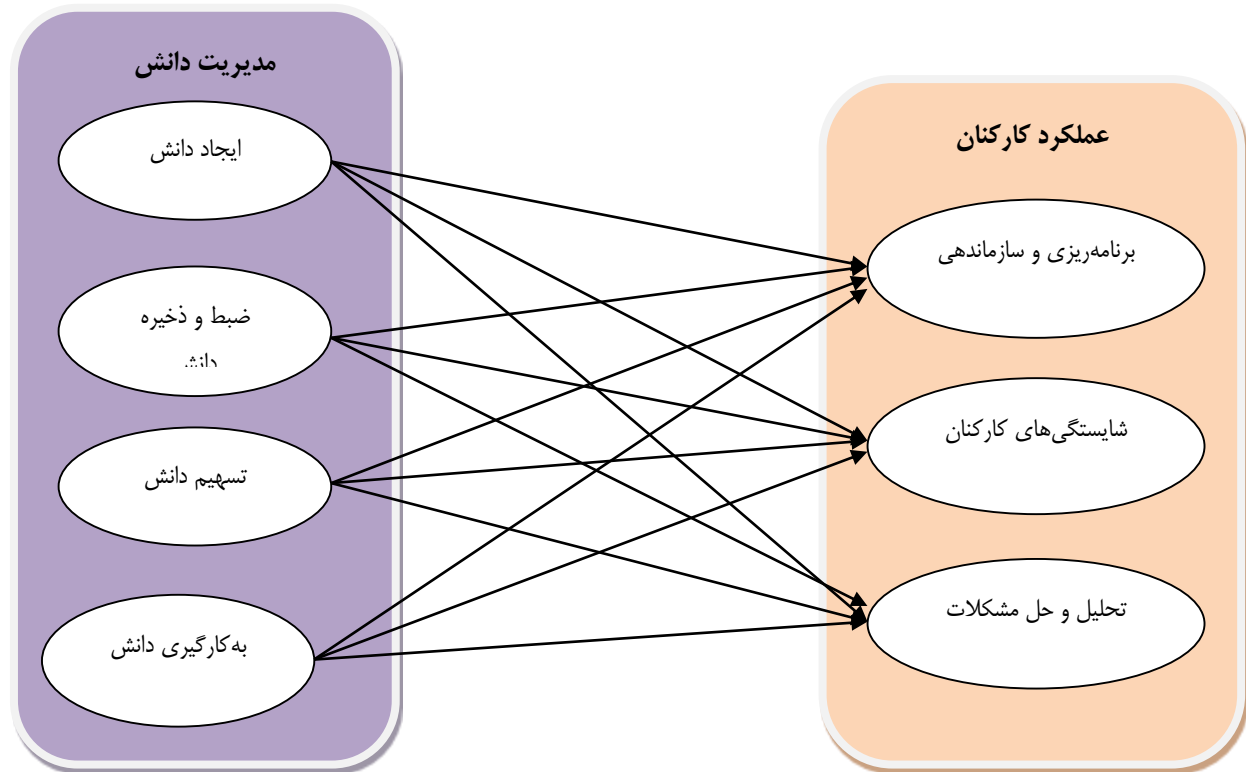 مدیریت دانش
ایجاد دانش
ضبط و ذخیره
دانش
تسهیم دانش
به‌کارگیری دانش
عملکرد کارکنان
برنامه‌ریزی و سازماندهی
شایستگی‌های کارکنان
تحلیل و حل مشکلات